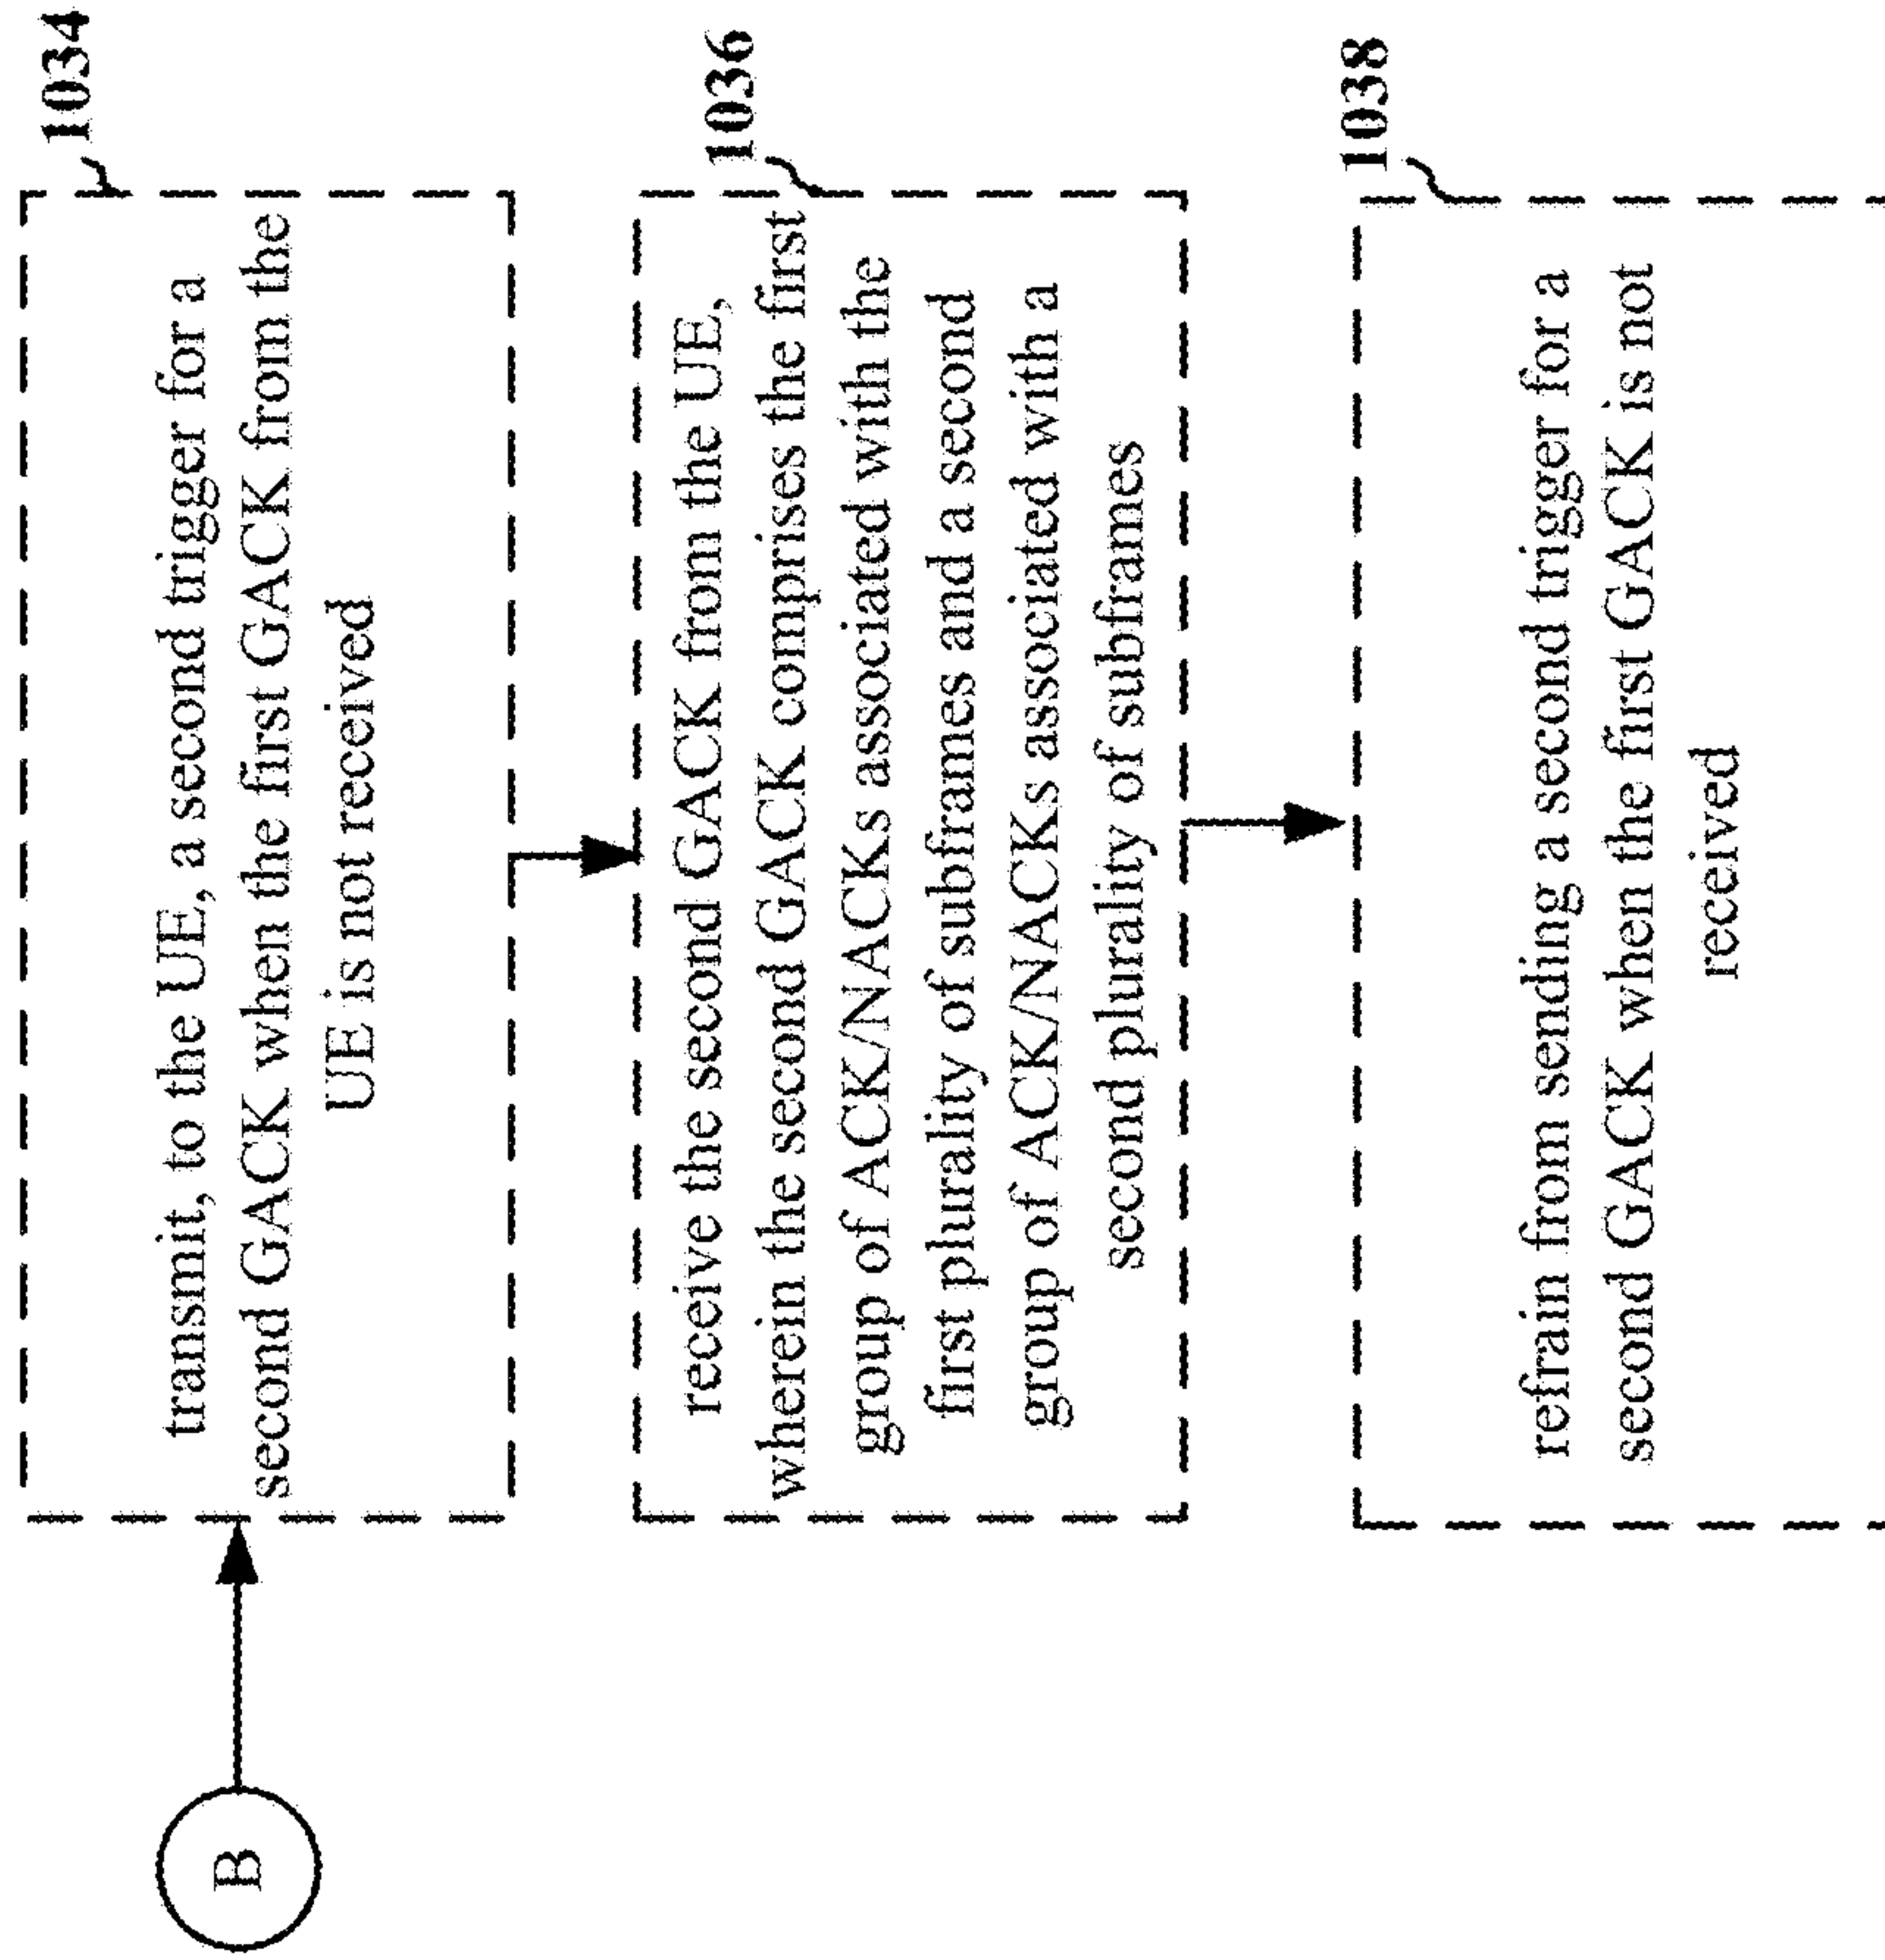 B
1034
transmit, to the UE, a second trigger for a
second GACK when the first GACK from the
UE is not received
1036
receive the second GACK from the UE,
wherein the second GACK comprises the first
group of ACK/NACKs associated with the
first plurality of subframes and a second
group of ACK/NACKs associated with a
second plurality of subframes
1038
refrain from sending a second trigger for a
second GACK when the first GACK is not
received